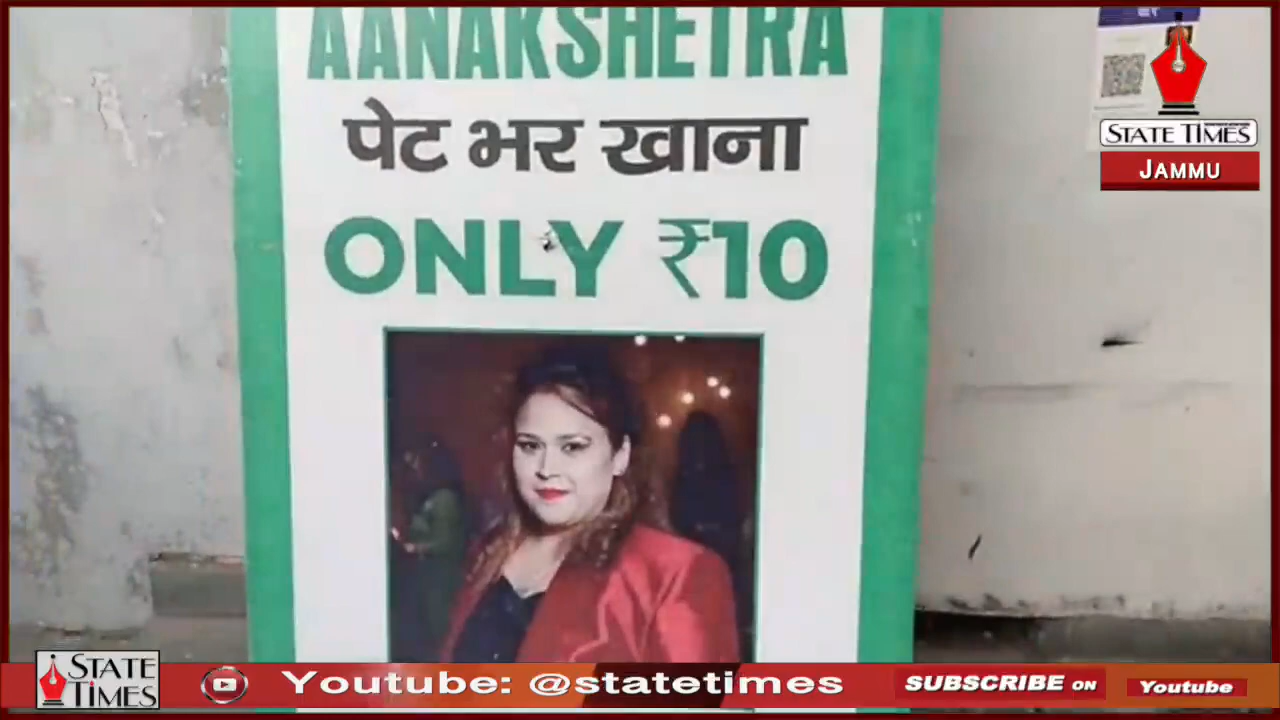 AANAKSHETRA
पेट भर खाना
ONLY ₹10
STATE TIMES
JAMMU
STATE TIMES
Youtube: @statetimes
SUBSCRIBE ON Youtube